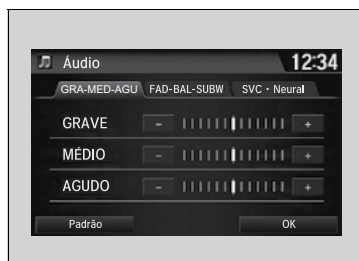 Áudio 12:34
GRA-MED-AGU FAD-BAL-SUBW SVC・Neural
GRAVE - +
MÉDIO - +
AGUDO - +
Padrão OK